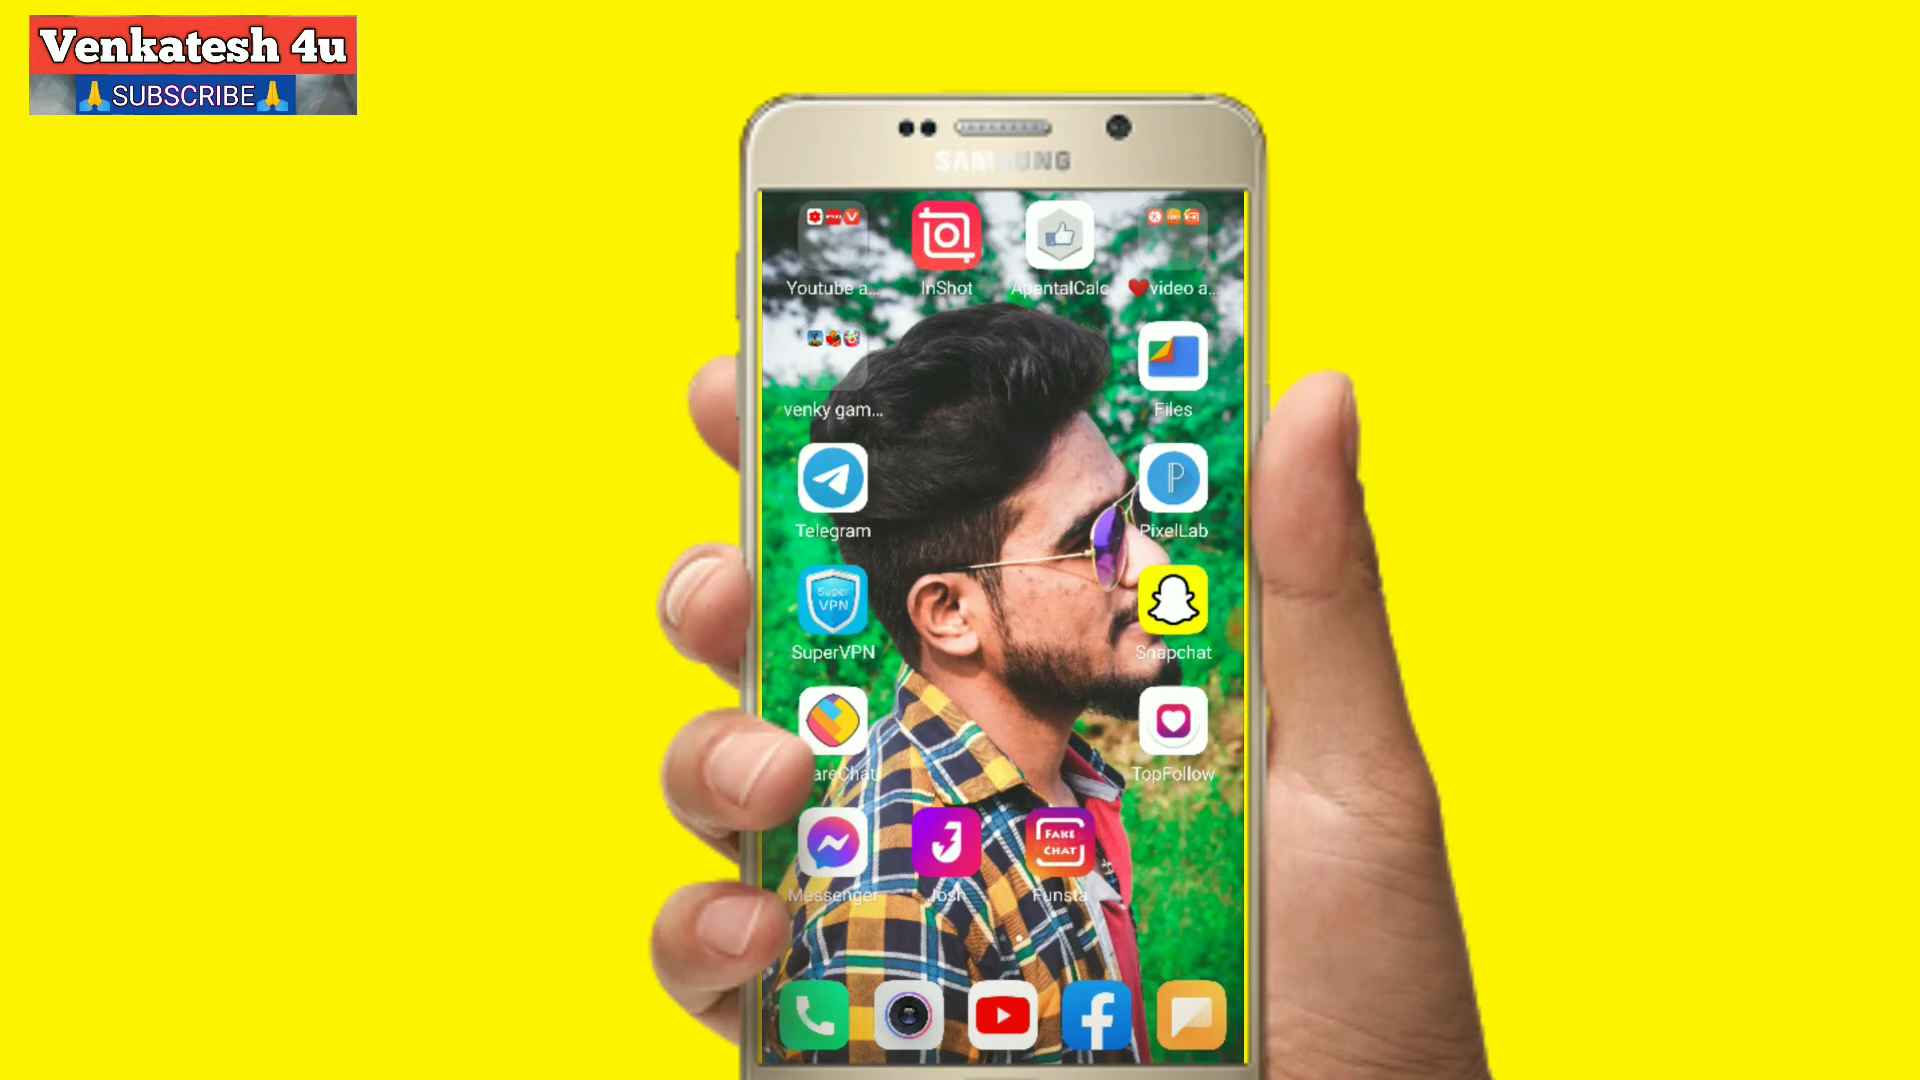 Venkatesh 4u
🙏SUBSCRIBE🙏
SAMSUNG
Youtube a... InShot ApentalCalc ❤️video a...
venky gam... Files
P
Telegram PixelLab
Super
VPN
SuperVPN Snapchat
areChat TopFollow
FAKE
CHAT
Messenger Josh Funsta